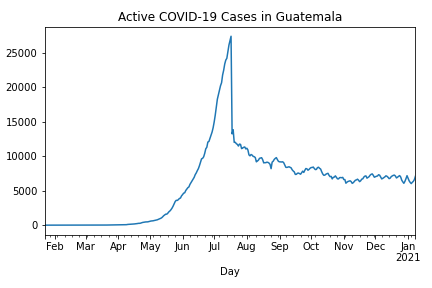 Active COVID-19 Cases in Guatemala
25000
20000
15000
10000
5000
0
Feb Mar Apr May Jun Jul Aug Sep Oct Nov Dec Jan
2021
Day